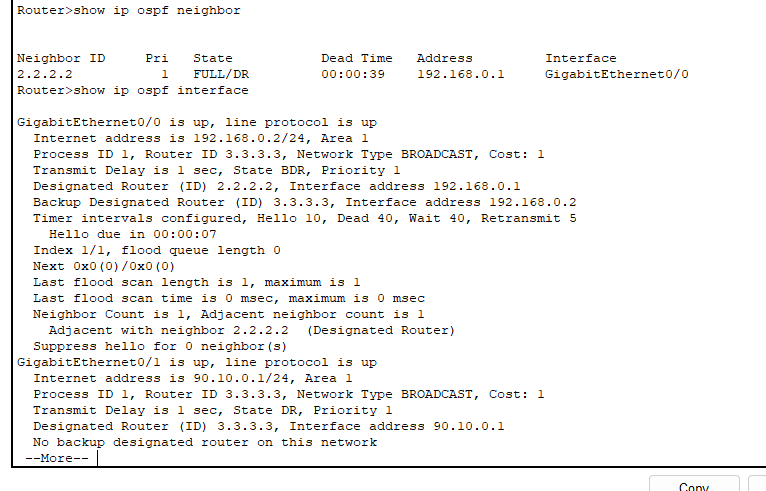 Router>show ip ospf neighbor
Neighbor ID     Pri   State           Dead Time   Address         Interface
2.2.2.2           1   FULL/DR         00:00:39    192.168.0.1     GigabitEthernet0/0
Router>show ip ospf interface
GigabitEthernet0/0 is up, line protocol is up
  Internet address is 192.168.0.2/24, Area 1
  Process ID 1, Router ID 3.3.3.3, Network Type BROADCAST, Cost: 1
  Transmit Delay is 1 sec, State BDR, Priority 1
  Designated Router (ID) 2.2.2.2, Interface address 192.168.0.1
  Backup Designated Router (ID) 3.3.3.3, Interface address 192.168.0.2
  Timer intervals configured, Hello 10, Dead 40, Wait 40, Retransmit 5
    Hello due in 00:00:07
  Index 1/1, flood queue length 0
  Next 0x0(0)/0x0(0)
  Last flood scan length is 1, maximum is 1
  Last flood scan time is 0 msec, maximum is 0 msec
  Neighbor Count is 1, Adjacent neighbor count is 1
    Adjacent with neighbor 2.2.2.2  (Designated Router)
  Suppress hello for 0 neighbor(s)
GigabitEthernet0/1 is up, line protocol is up
  Internet address is 90.10.0.1/24, Area 1
  Process ID 1, Router ID 3.3.3.3, Network Type BROADCAST, Cost: 1
  Transmit Delay is 1 sec, State DR, Priority 1
  Designated Router (ID) 3.3.3.3, Interface address 90.10.0.1
  No backup designated router on this network
 --More--
Copy